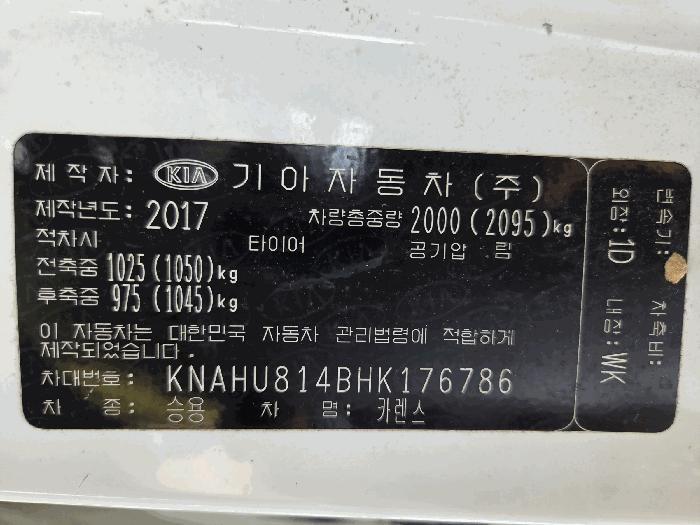 제 작 자: KIA 기아자동차(주)
제작년도: 2017 차량총중량 2000 (2095)kg
적차시 타이어 공기압 림
전축중 1025 (1050)kg
후축중 975 (1045)kg
이 자동차는 대한민국 자동차 관리법령에 적합하게
제작되었습니다.
차대번호: KNAHU814BHK176786
차 종: 승용 차 명: 카렌스
변속기: 차축비:
외장: 1D 내장: WK